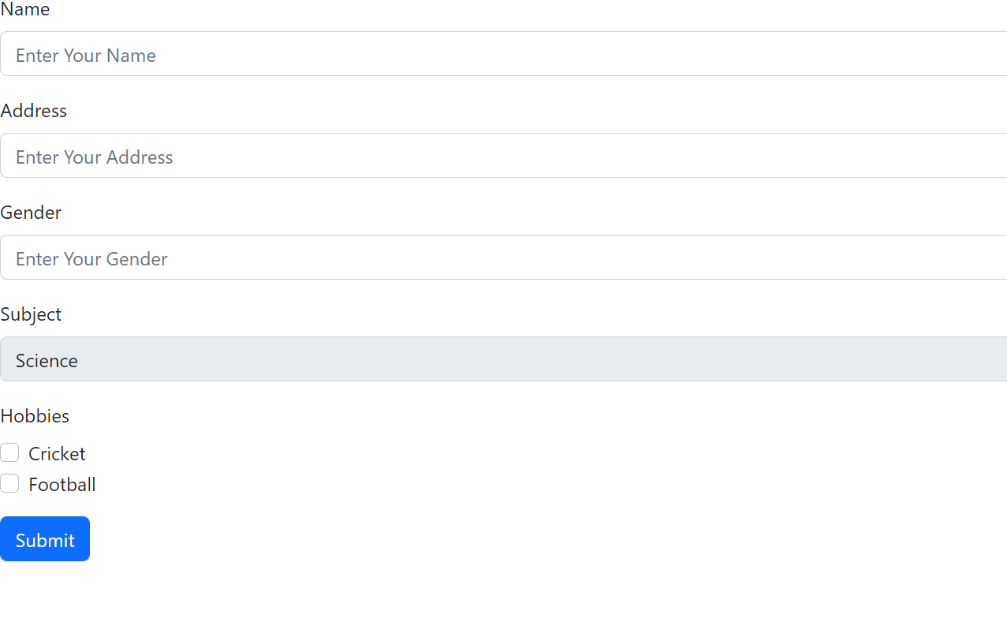 Name
Enter Your Name
Address
Enter Your Address
Gender
Enter Your Gender
Subject
Science
Hobbies
Cricket
Football
Submit